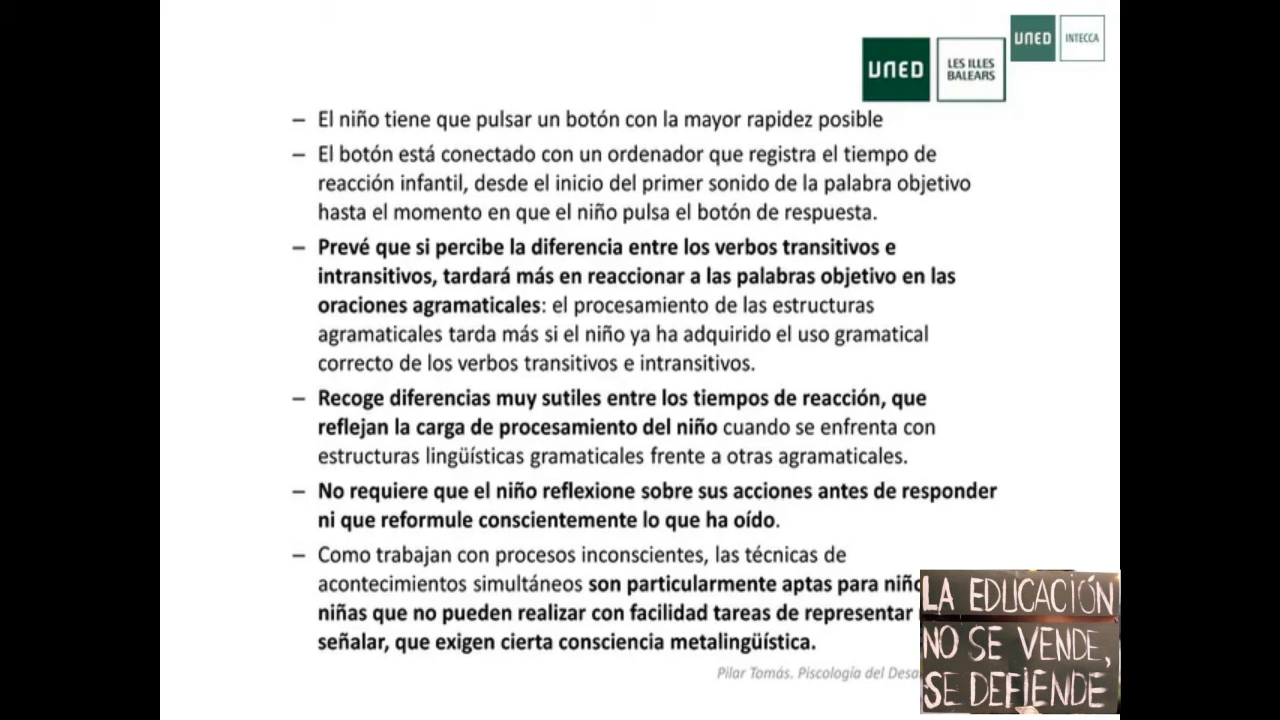 UNED
INTECCA
UNED
LES ILLES
BALEARS
– El niño tiene que pulsar un botón con la mayor rapidez posible
– El botón está conectado con un ordenador que registra el tiempo de
reacción infantil, desde el inicio del primer sonido de la palabra objetivo
hasta el momento en que el niño pulsa el botón de respuesta.
– Prevé que si percibe la diferencia entre los verbos transitivos e
intransitivos, tardará más en reaccionar a las palabras objetivo en las
oraciones agramaticales: el procesamiento de las estructuras
agramaticales tarda más si el niño ya ha adquirido el uso gramatical
correcto de los verbos transitivos e intransitivos.
– Recoge diferencias muy sutiles entre los tiempos de reacción, que
reflejan la carga de procesamiento del niño cuando se enfrenta con
estructuras lingüísticas gramaticales frente a otras agramaticales.
– No requiere que el niño reflexione sobre sus acciones antes de responder
ni que reformule conscientemente lo que ha oído.
– Como trabajan con procesos inconscientes, las técnicas de
acontecimientos simultáneos son particularmente aptas para
niñas que no pueden realizar con facilidad tareas de representar
señalar, que exigen cierta consciencia metalingüística.
Pilar Tomás. Piscología del
LA EDUCACIÓN
NO SE VENDE,
SE DEFIENDE